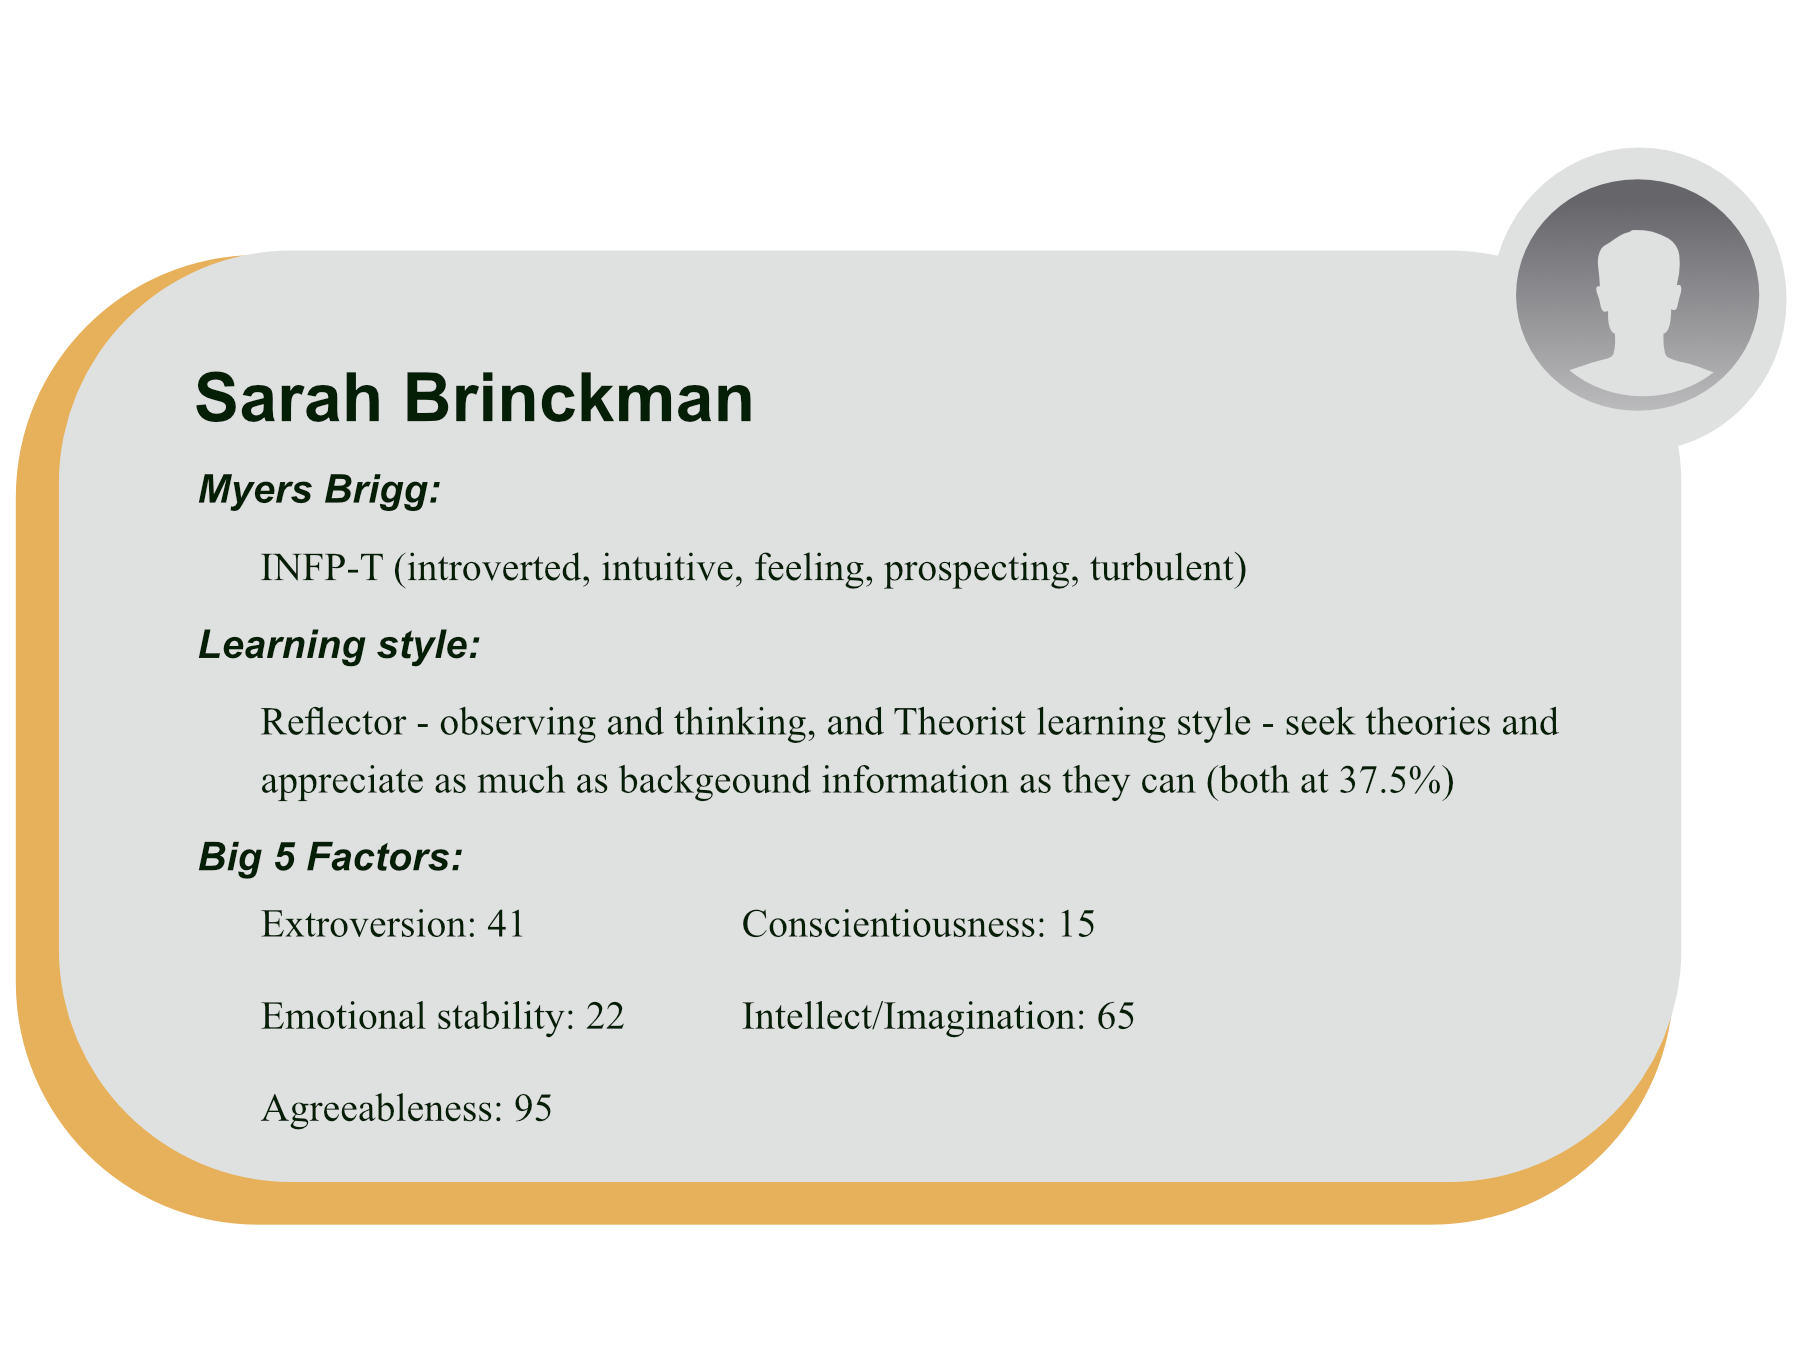 Sarah Brinckman
Myers Brigg:
INFP-T (introverted, intuitive, feeling, prospecting, turbulent)
Learning style:
Reflector - observing and thinking, and Theorist learning style - seek theories and
appreciate as much as backgeound information as they can (both at 37.5%)
Big 5 Factors:
Extroversion: 41
Conscientiousness: 15
Emotional stability: 22
Intellect/Imagination: 65
Agreeableness: 95